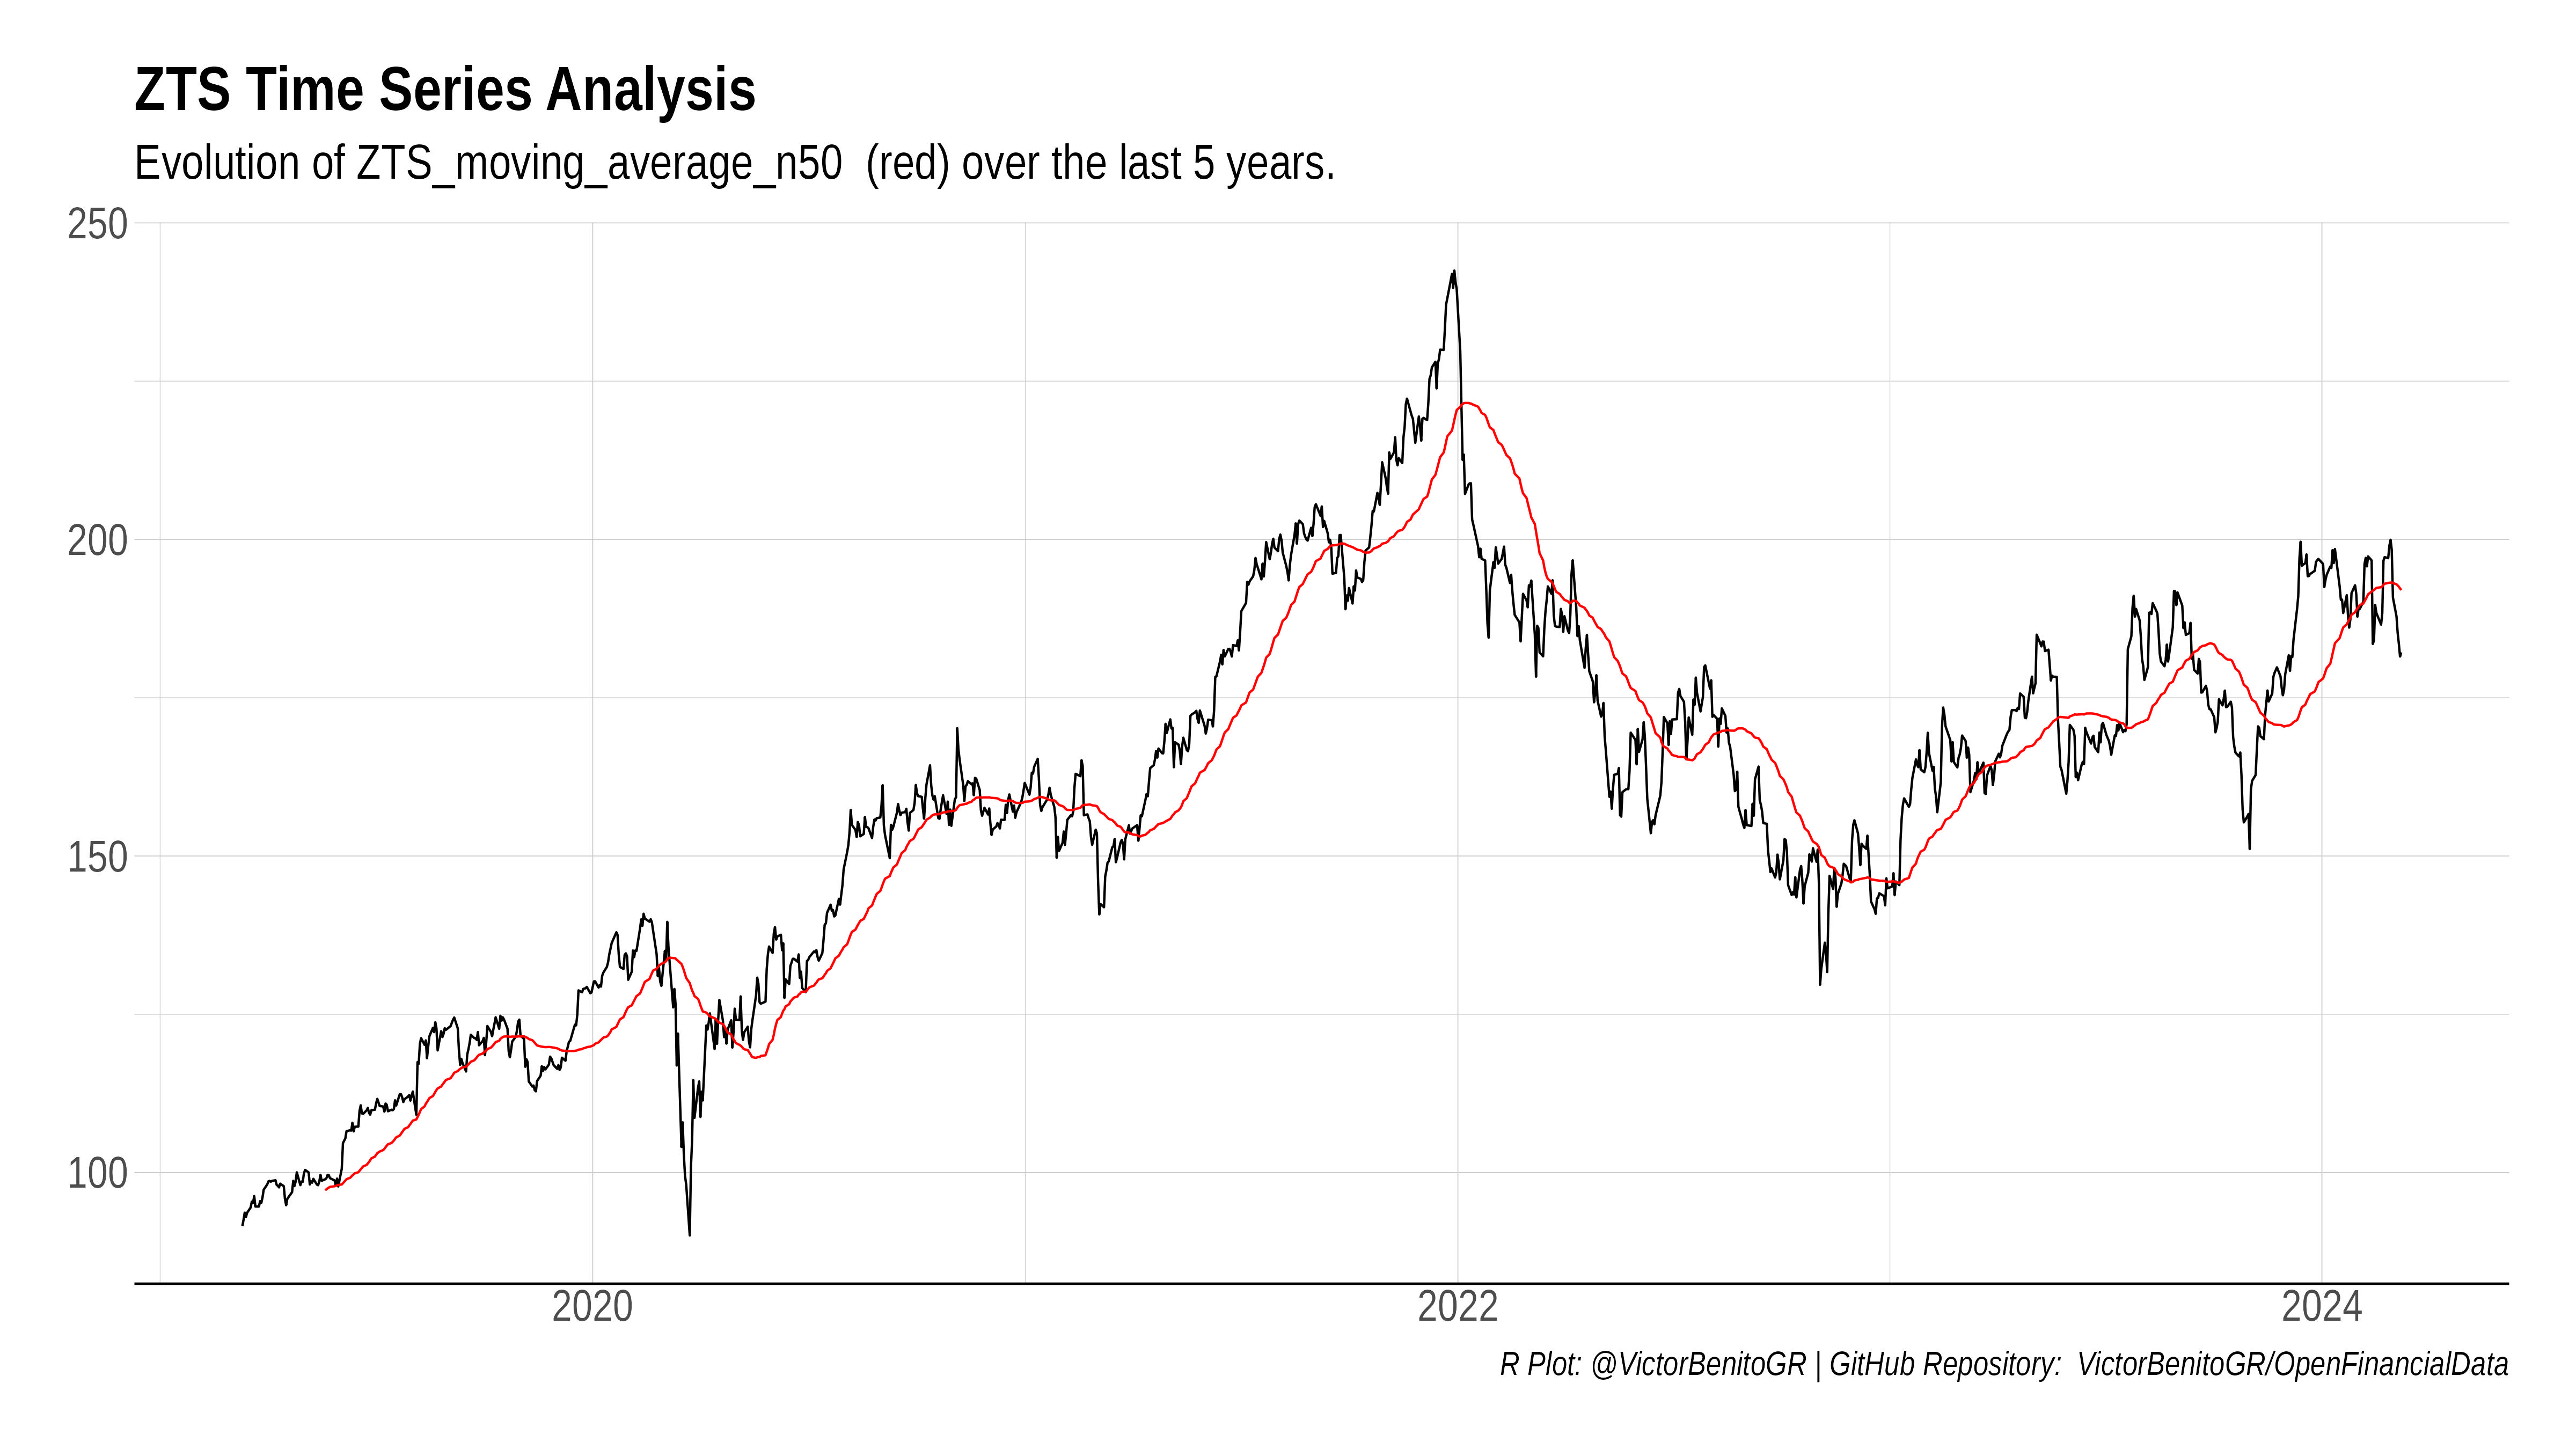 ZTS Time Series Analysis
Evolution of ZTS_moving_average_n50  (red) over the last 5 years.
250
200
150
100
2020 2022 2024
R Plot: @VictorBenitoGR | GitHub Repository:  VictorBenitoGR/OpenFinancialData